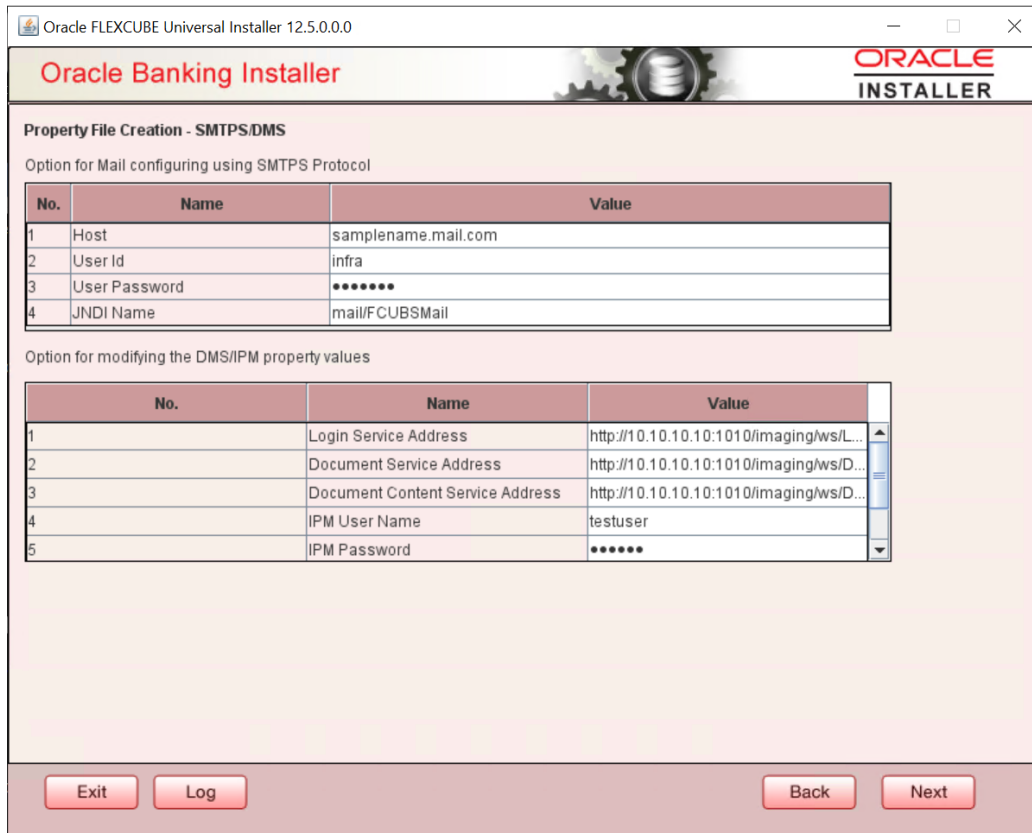 Oracle FLEXCUBE Universal Installer 12.5.0.0.0
Oracle Banking Installer
ORACLE
INSTALLER
Property File Creation - SMTPS/DMS
Option for Mail configuring using SMTPS Protocol
No. Name Value
1 Host samplename.mail.com
2 User Id infra
3 User Password •••••••
4 JNDI Name mail/FCUBSMail
Option for modifying the DMS/IPM property values
No. Name Value
1 Login Service Address http://10.10.10.10:1010/imaging/ws/L...
2 Document Service Address http://10.10.10.10:1010/imaging/ws/D...
3 Document Content Service Address http://10.10.10.10:1010/imaging/ws/D...
4 IPM User Name testuser
5 IPM Password ••••••
Exit Log Back Next